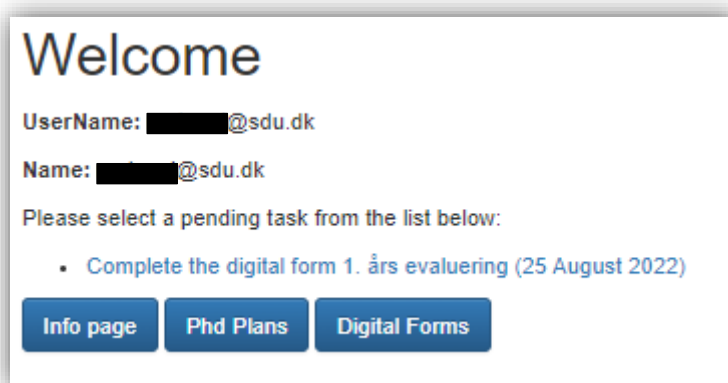 Welcome
UserName: @sdu.dk
Name: @sdu.dk
Please select a pending task from the list below:
• Complete the digital form 1. års evaluering (25 August 2022)
Info page Phd Plans Digital Forms